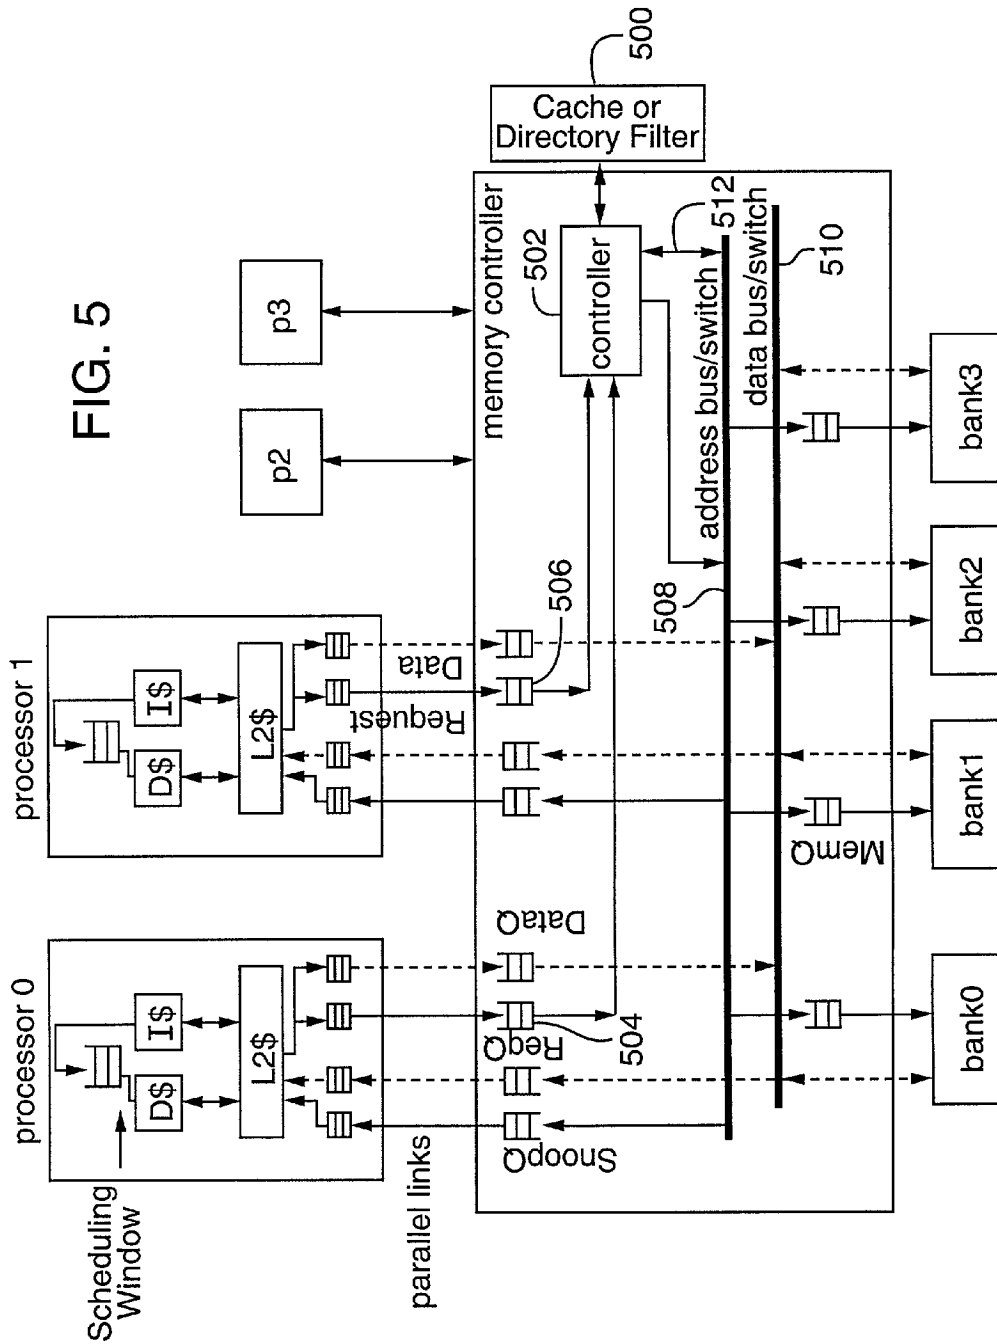 FIG. 5
Scheduling
Window
processor 0
D$
I$
L2$
processor 1
D$
I$
L2$
p2
p3
parallel links
SnoopQ
ReqQ
504
DataQ
Request
Data
506
memory controller
502
controller
Cache or
Directory Filter
500
512
508
address bus/switch
data bus/switch
510
MemQ
bank0
bank1
bank2
bank3